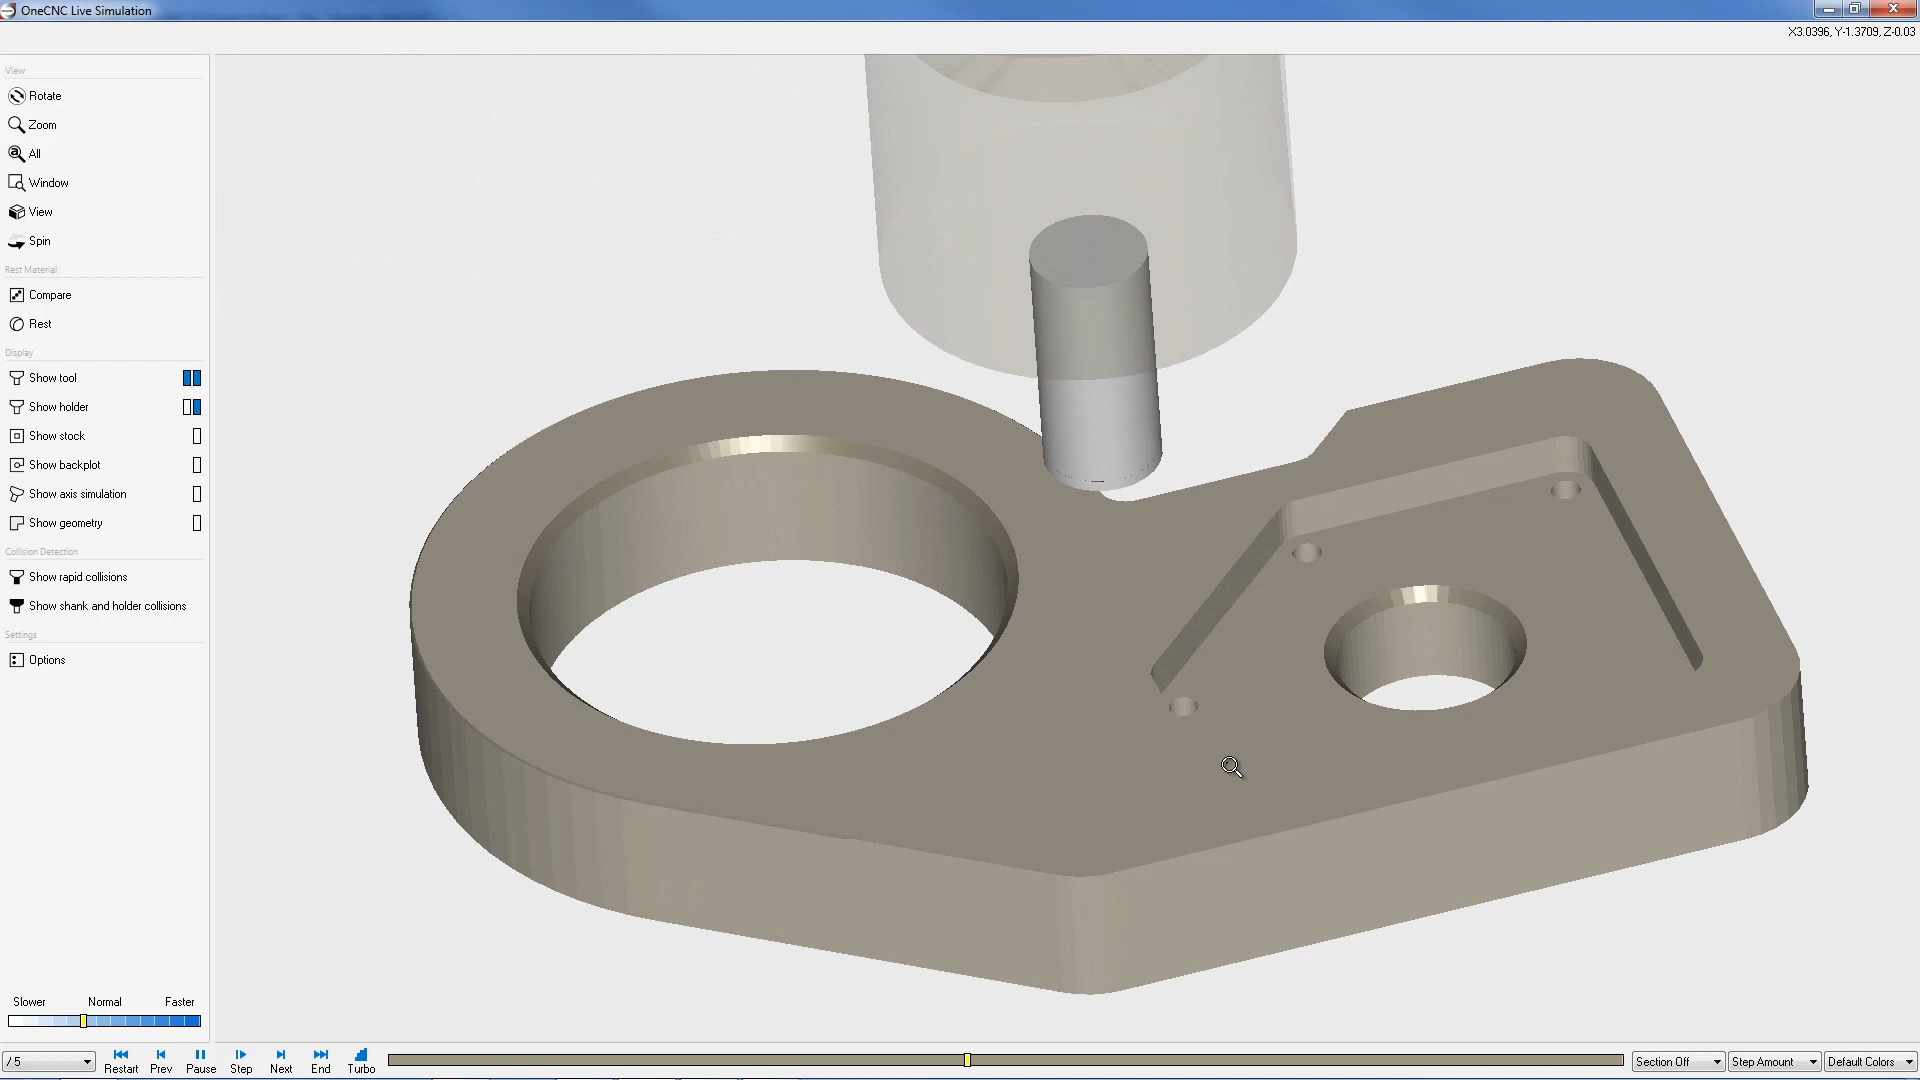 OneCNC Live Simulation
X3.0396, Y-1.3709, Z-0.03
View
Rotate
Zoom
All
Window
View
Spin
Rest Material
Compare
Rest
Display
Show tool
Show holder
Show stock
Show backplot
Show axis simulation
Show geometry
Collision Detection
Show rapid collisions
Show shank and holder collisions
Settings
Options
Slower Normal Faster
/ 5 Restart Prev Pause Step Next End Turbo Section Off Step Amount Default Colors